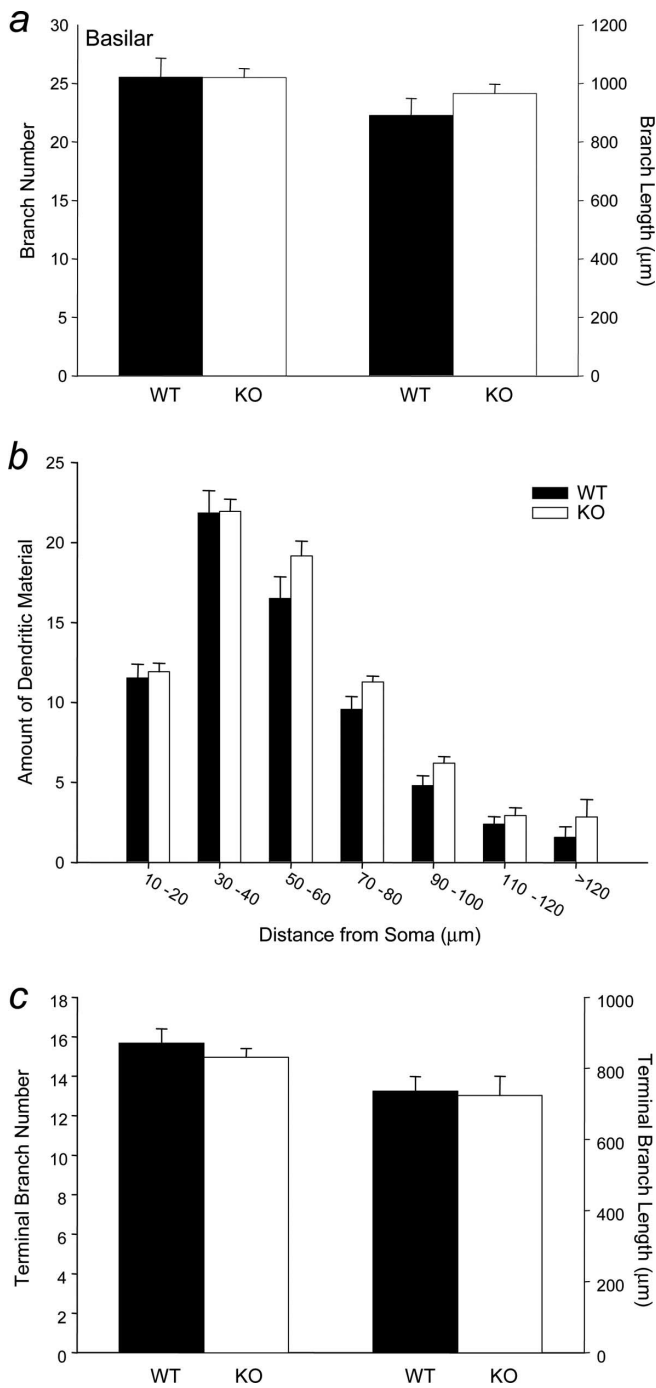 a
Basilar
30
25
20
15
10
5
0
Branch Number
1200
1000
800
600
400
200
0
Branch Length (μm)
WT KO WT KO
b
25
20
15
10
5
0
Amount of Dendritic Material
WT
KO
10 -20 30 -40 50 -60 70 -80 90 -100 110 -120 >120
Distance from Soma (μm)
c
18
16
14
12
10
8
6
4
2
0
Terminal Branch Number
1000
800
600
400
200
0
Terminal Branch Length (μm)
WT KO WT KO